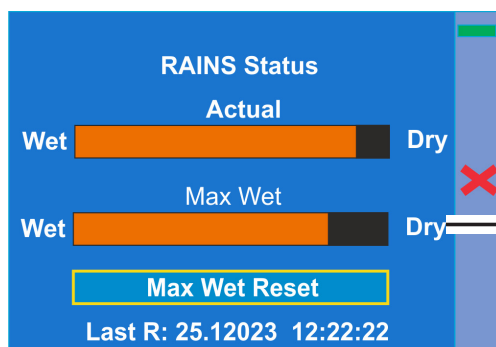 RAINS Status
Actual
Wet Dry
Max Wet
Wet Dry
Max Wet Reset
Last R: 25.12023 12:22:22